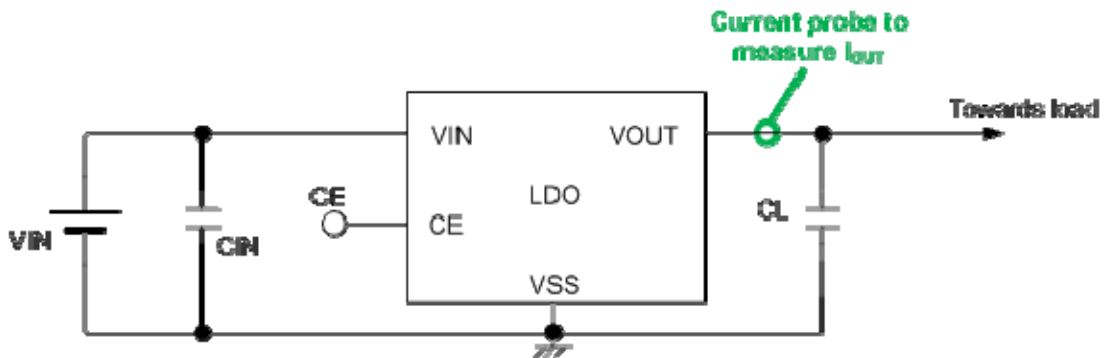 Current probe to
measure IOUT
Towards load
VIN
VOUT
LDO
CE
CE
CL
VIN
CIN
VSS